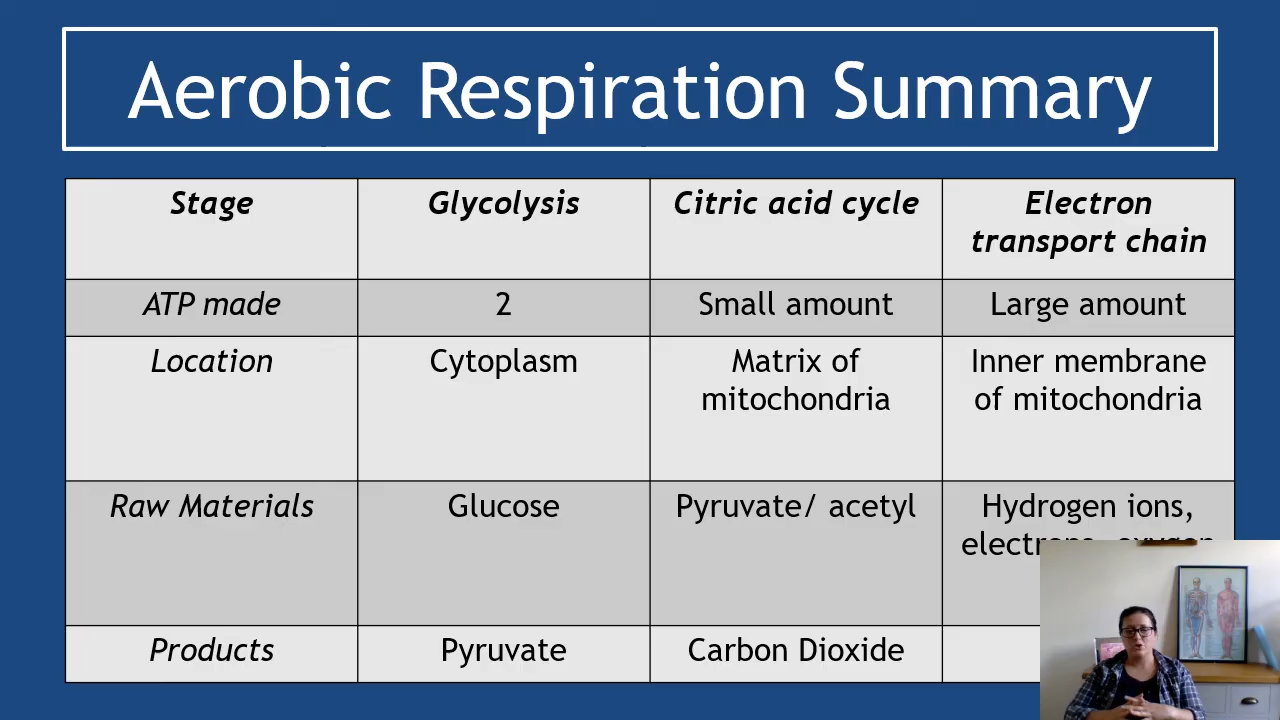 Aerobic Respiration Summary
Stage
Glycolysis
Citric acid cycle
Electron
transport chain
ATP made
2
Small amount
Large amount
Location
Cytoplasm
Matrix of
mitochondria
Inner membrane
of mitochondria
Raw Materials
Glucose
Pyruvate/ acetyl
Hydrogen ions,
electrons, oxygen
Products
Pyruvate
Carbon Dioxide